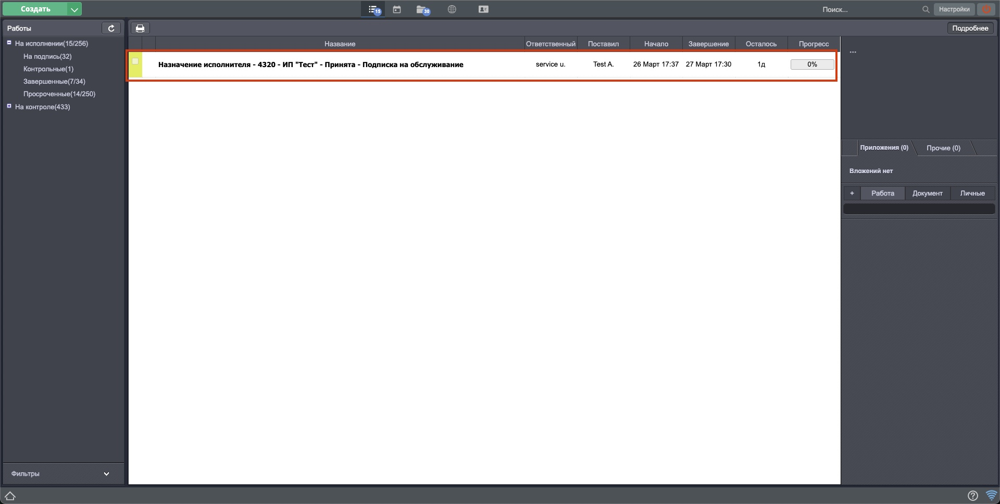 Создать
15
30
Поиск...
Настройки
Работы
Подробнее
На исполнении(15/256)
На подпись(32)
Контрольные(1)
Завершенные(7/34)
Просроченные(14/250)
На контроле(433)
Название Ответственный Поставил Начало Завершение Осталось Прогресс
Назначение исполнителя - 4320 - ИП "Тест" - Принята - Подписка на обслуживание service u. Test A. 26 Март 17:37 27 Март 17:30 1д 0%
...
Приложения (0) Прочие (0)
Вложений нет
+ Работа Документ Личные
Фильтры